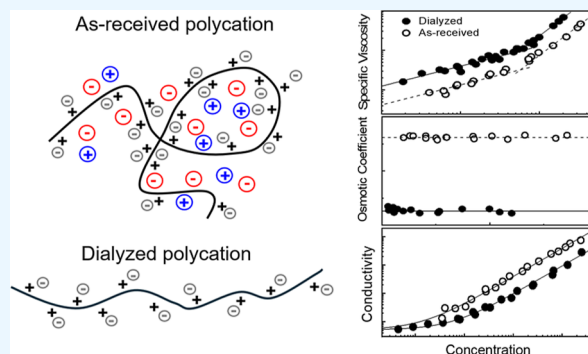 As-received polycation
Dialyzed polycation
Dialyzed
As-received
Specific Viscosity
Osmotic Coefficient
Conductivity
Concentration